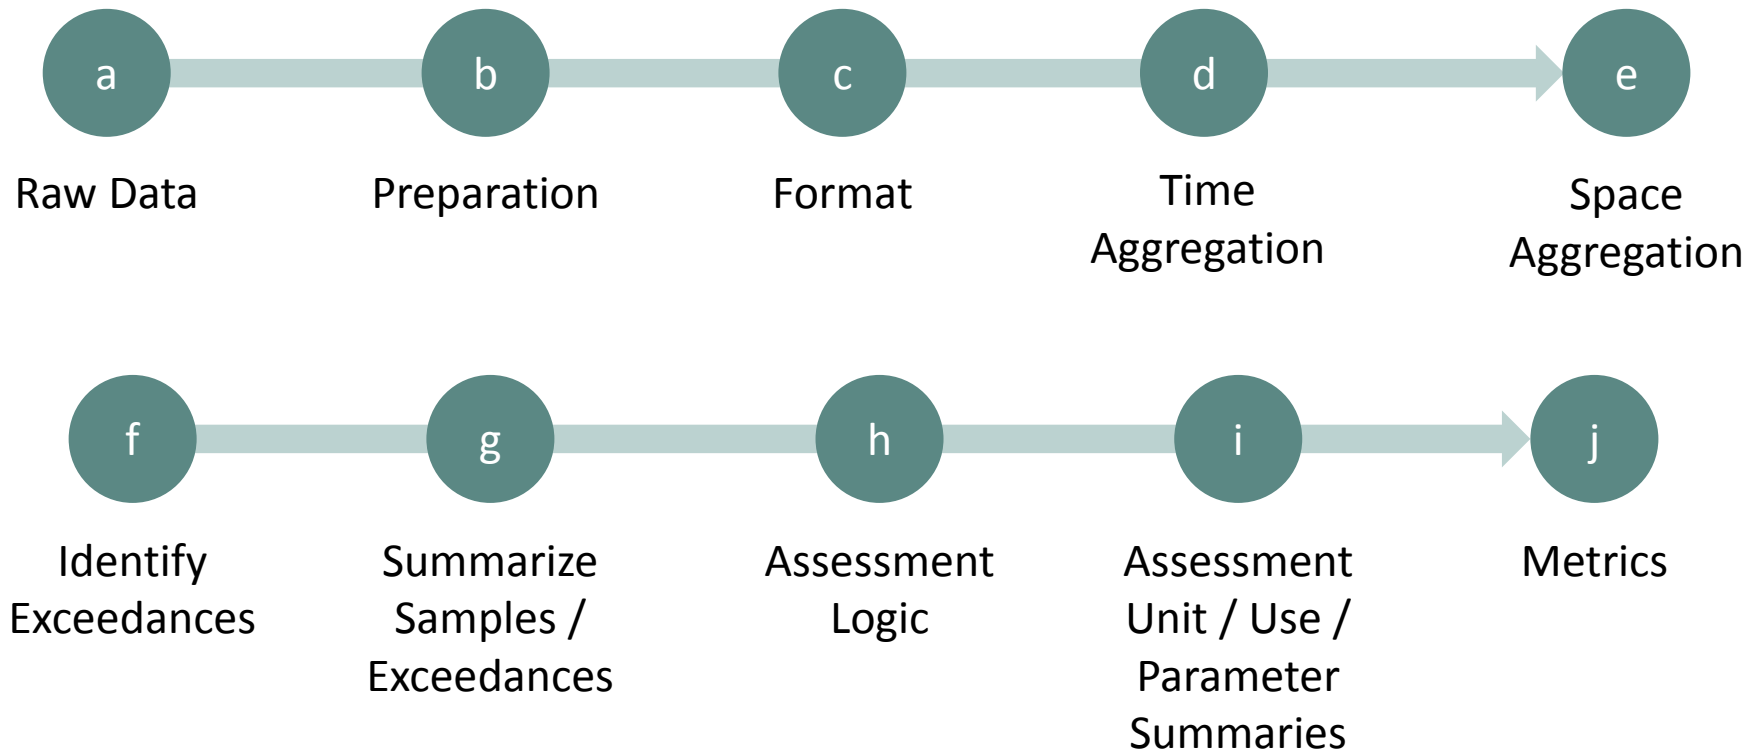 a
b
c
d
e
Raw Data
Preparation
Format
Time
Aggregation
Space
Aggregation
f
g
h
i
j
Identify
Exceedances
Summarize
Samples /
Exceedances
Assessment
Logic
Assessment
Unit / Use /
Parameter
Summaries
Metrics